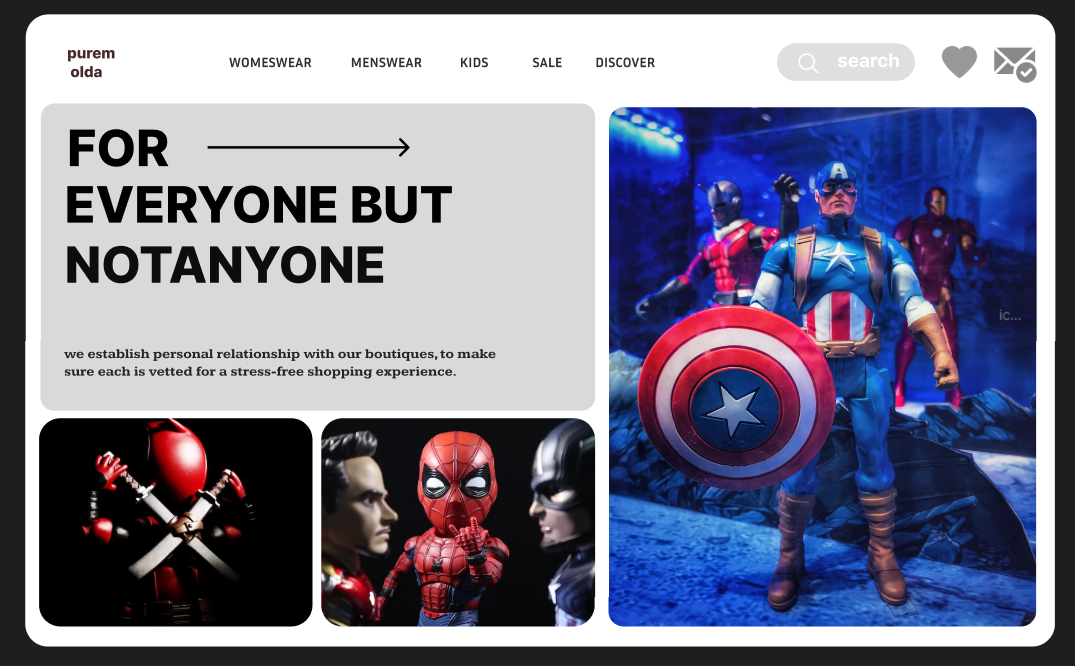 purem
olda
WOMESWEAR
MENSWEAR
KIDS
SALE
DISCOVER
search
FOR
EVERYONE BUT
NOTANYONE
we establish personal relationship with our boutiques, to make
sure each is vetted for a stress-free shopping experience.
A
ic...